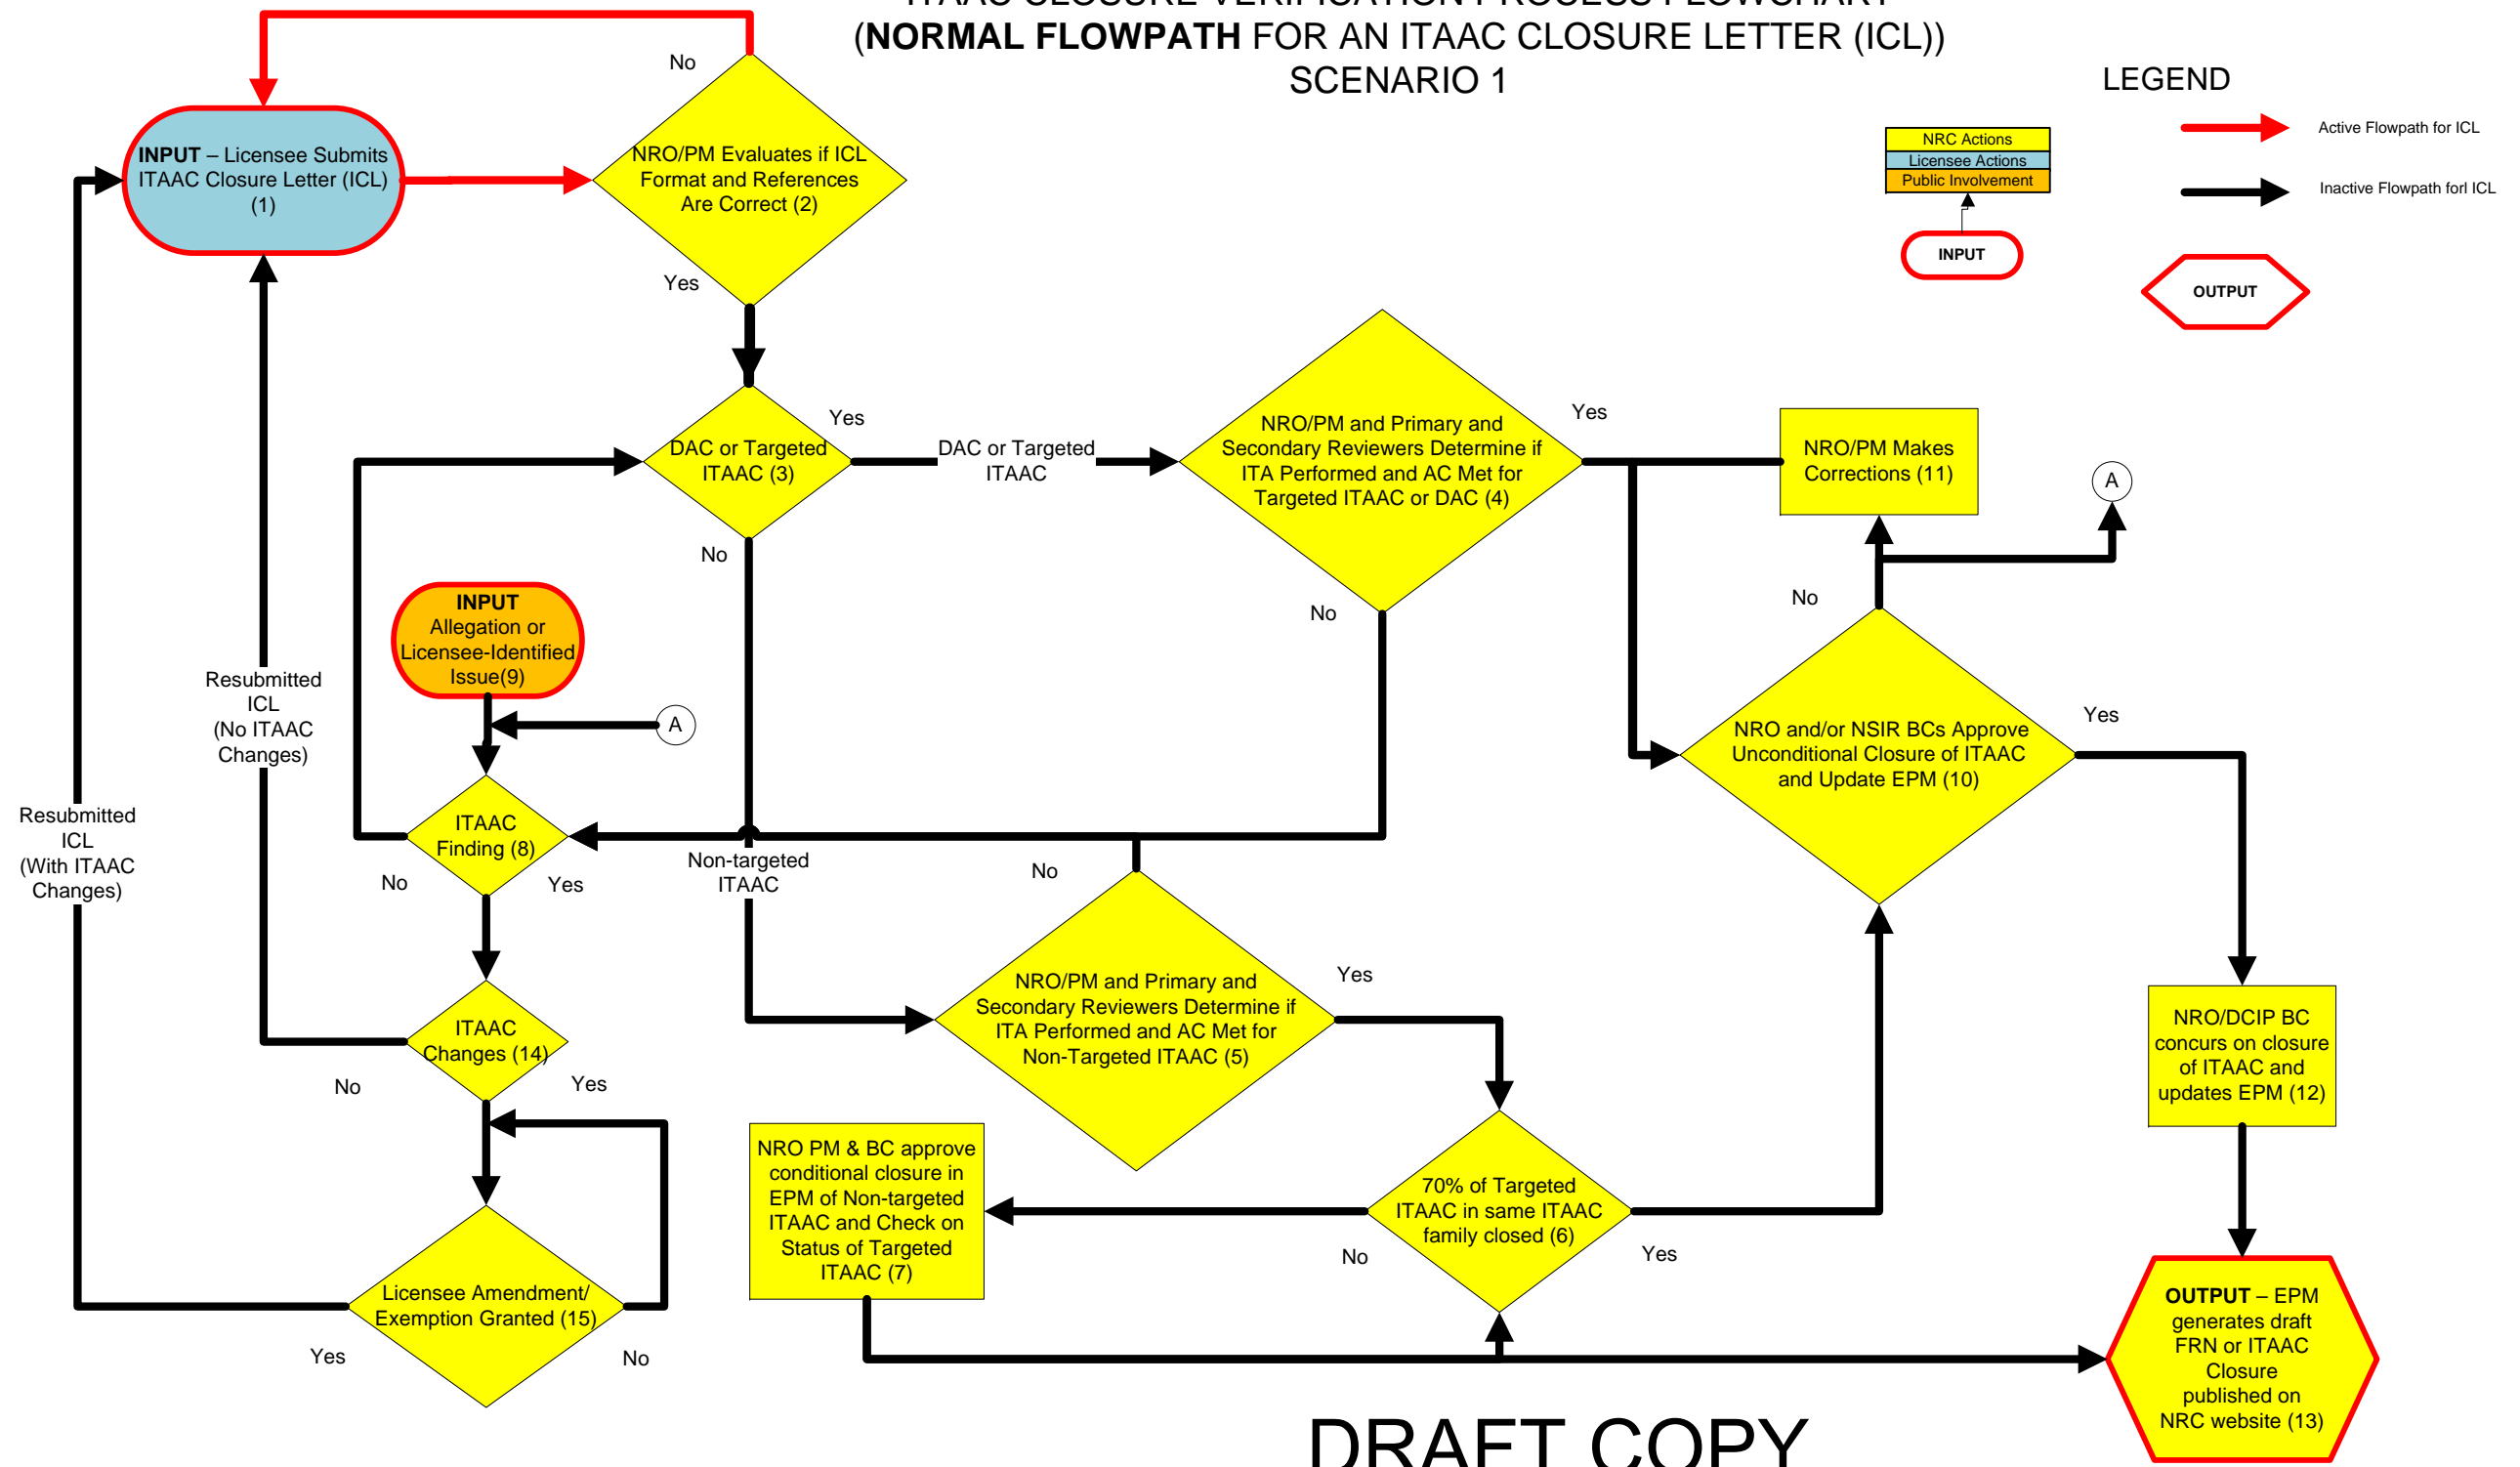 ITAAC CLOSURE VERIFICATION PROCESS FLOWCHART
(NORMAL FLOWPATH FOR AN ITAAC CLOSURE LETTER (ICL))
SCENARIO 1
LEGEND
NRC Actions
Licensee Actions
Public Involvement
INPUT
Active Flowpath for ICL
Inactive Flowpath forl ICL
OUTPUT
INPUT – Licensee Submits
ITAAC Closure Letter (ICL)
(1)
No
NRO/PM Evaluates if ICL
Format and References
Are Correct (2)
Yes
DAC or Targeted
ITAAC (3)
Yes
DAC or Targeted
ITAAC
No
NRO/PM and Primary and
Secondary Reviewers Determine if
ITA Performed and AC Met for
Targeted ITAAC or DAC (4)
Yes
No
NRO/PM Makes
Corrections (11)
A
No
INPUT
Allegation or
Licensee-Identified
Issue(9)
A
Resubmitted
ICL
(No ITAAC
Changes)
Resubmitted
ICL
(With ITAAC
Changes)
ITAAC
Finding (8)
No
Yes
Non-targeted
ITAAC
No
NRO and/or NSIR BCs Approve
Unconditional Closure of ITAAC
and Update EPM (10)
Yes
NRO/PM and Primary and
Secondary Reviewers Determine if
ITA Performed and AC Met for
Non-Targeted ITAAC (5)
Yes
ITAAC
Changes (14)
No
Yes
NRO/DCIP BC
concurs on closure
of ITAAC and
updates EPM (12)
NRO PM & BC approve
conditional closure in
EPM of Non-targeted
ITAAC and Check on
Status of Targeted
ITAAC (7)
70% of Targeted
ITAAC in same ITAAC
family closed (6)
No
Yes
Licensee Amendment/
Exemption Granted (15)
Yes
No
OUTPUT – EPM
generates draft
FRN or ITAAC
Closure
published on
NRC website (13)
DRAFT COPY